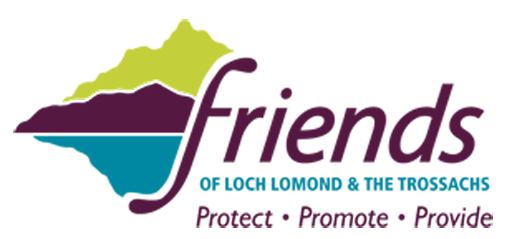 friends
OF LOCH LOMOND & THE TROSSACHS
Protect • Promote • Provide